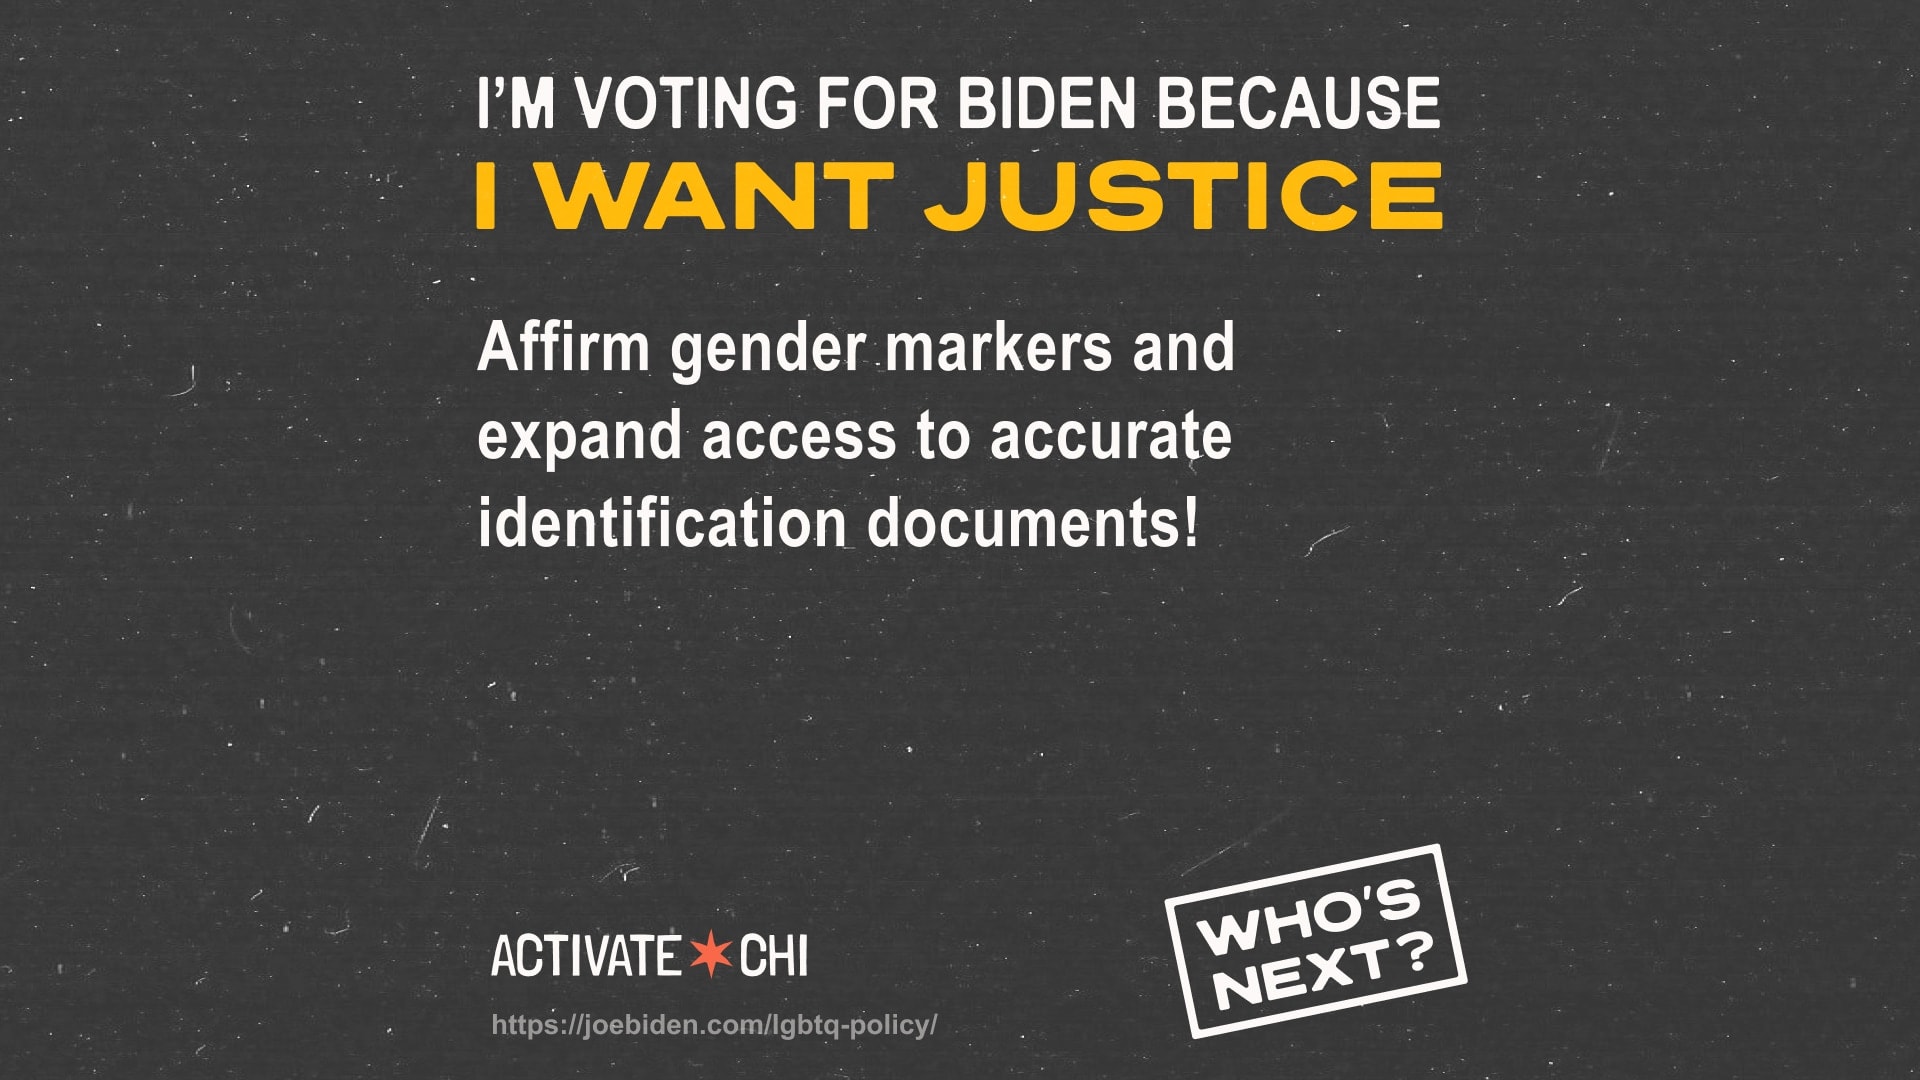 I’M VOTING FOR BIDEN BECAUSE
I WANT JUSTICE
Affirm gender markers and
expand access to accurate
identification documents!
ACTIVATE CHI
https://joebiden.com/lgbtq-policy/
WHO'S
NEXT?